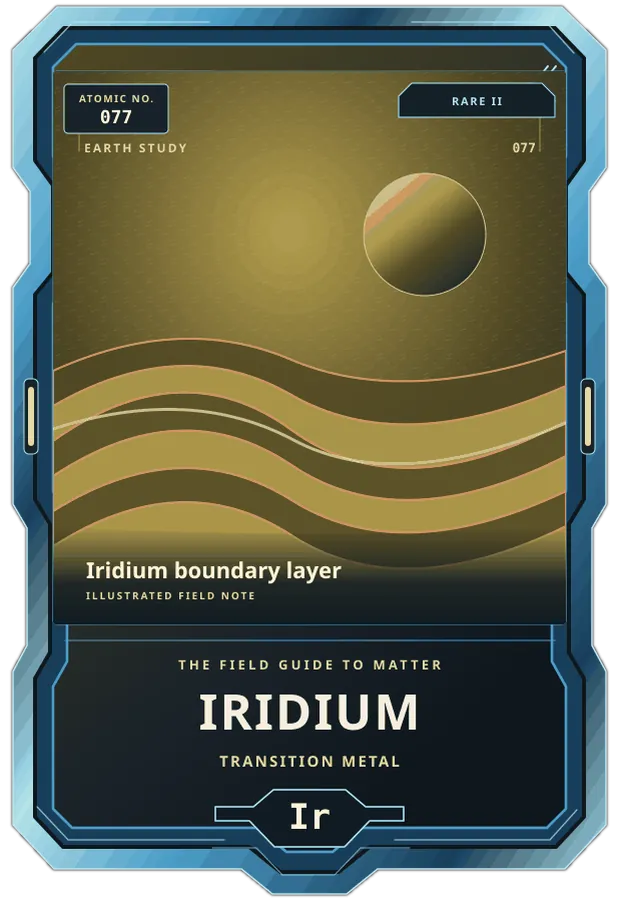 ATOMIC NO.
077
RARE II
EARTH STUDY
077
Iridium boundary layer
ILLUSTRATED FIELD NOTE
THE FIELD GUIDE TO MATTER
IRIDIUM
TRANSITION METAL
Ir